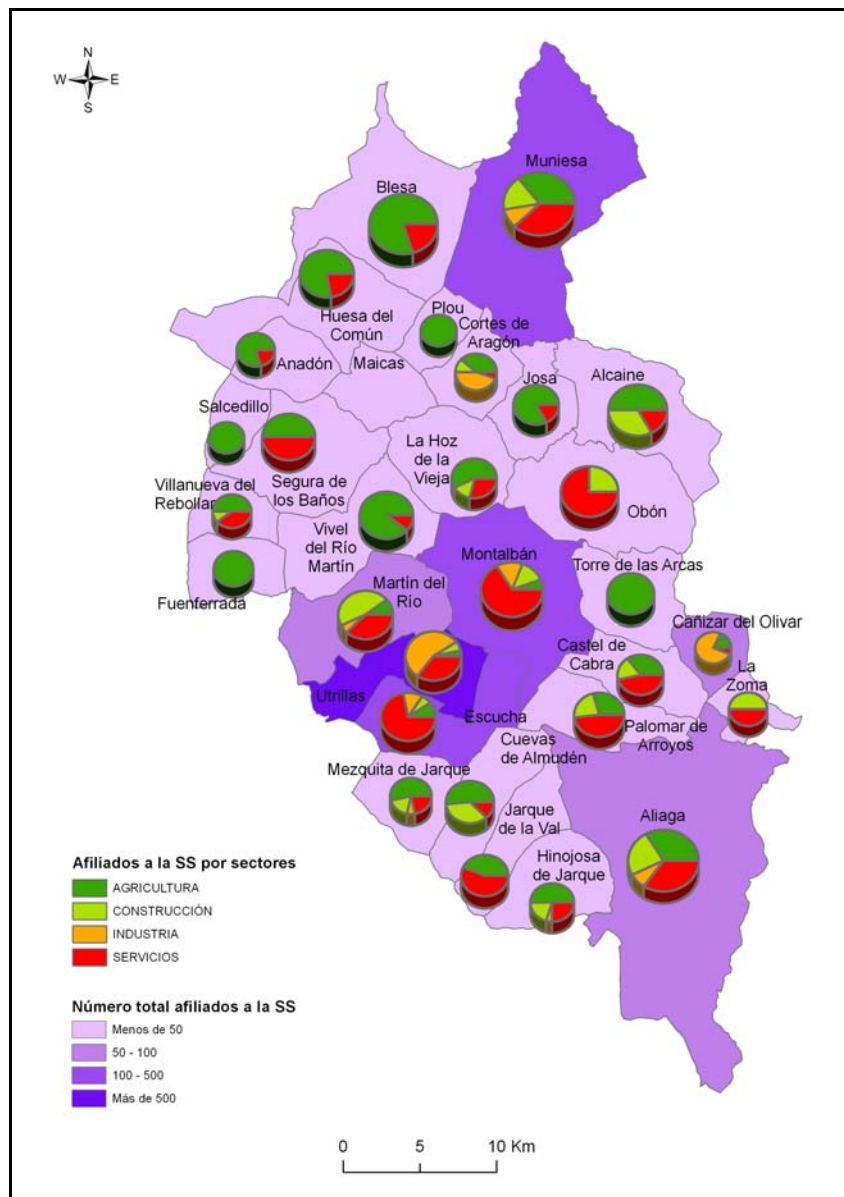 N
W E
S
Muniesa
Blesa
Plou
Huesa del
Común
Cortes de
Aragón
Anadón
Maicas
Josa
Alcaine
Salcedillo
La Hoz
de la
Vieja
Segura de
los Baños
Villanueva del
Rebollar
Obón
Vivel
del Río
Martín
Montalbán
Torre de las Arcas
Fuenferrada
Martín del
Río
Cañizar del Olivar
Castel de
Cabra
La
Zoma
Utrillas
Escucha
Palomar de
Arroyos
Cuevas
de Almudén
Mezquita de Jarque
Jarque
de la Val
Aliaga
Hinojosa
de Jarque
Afiliados a la SS por sectores
AGRICULTURA
CONSTRUCCIÓN
INDUSTRIA
SERVICIOS
Número total afiliados a la SS
Menos de 50
50 - 100
100 - 500
Más de 500
0 5 10 Km